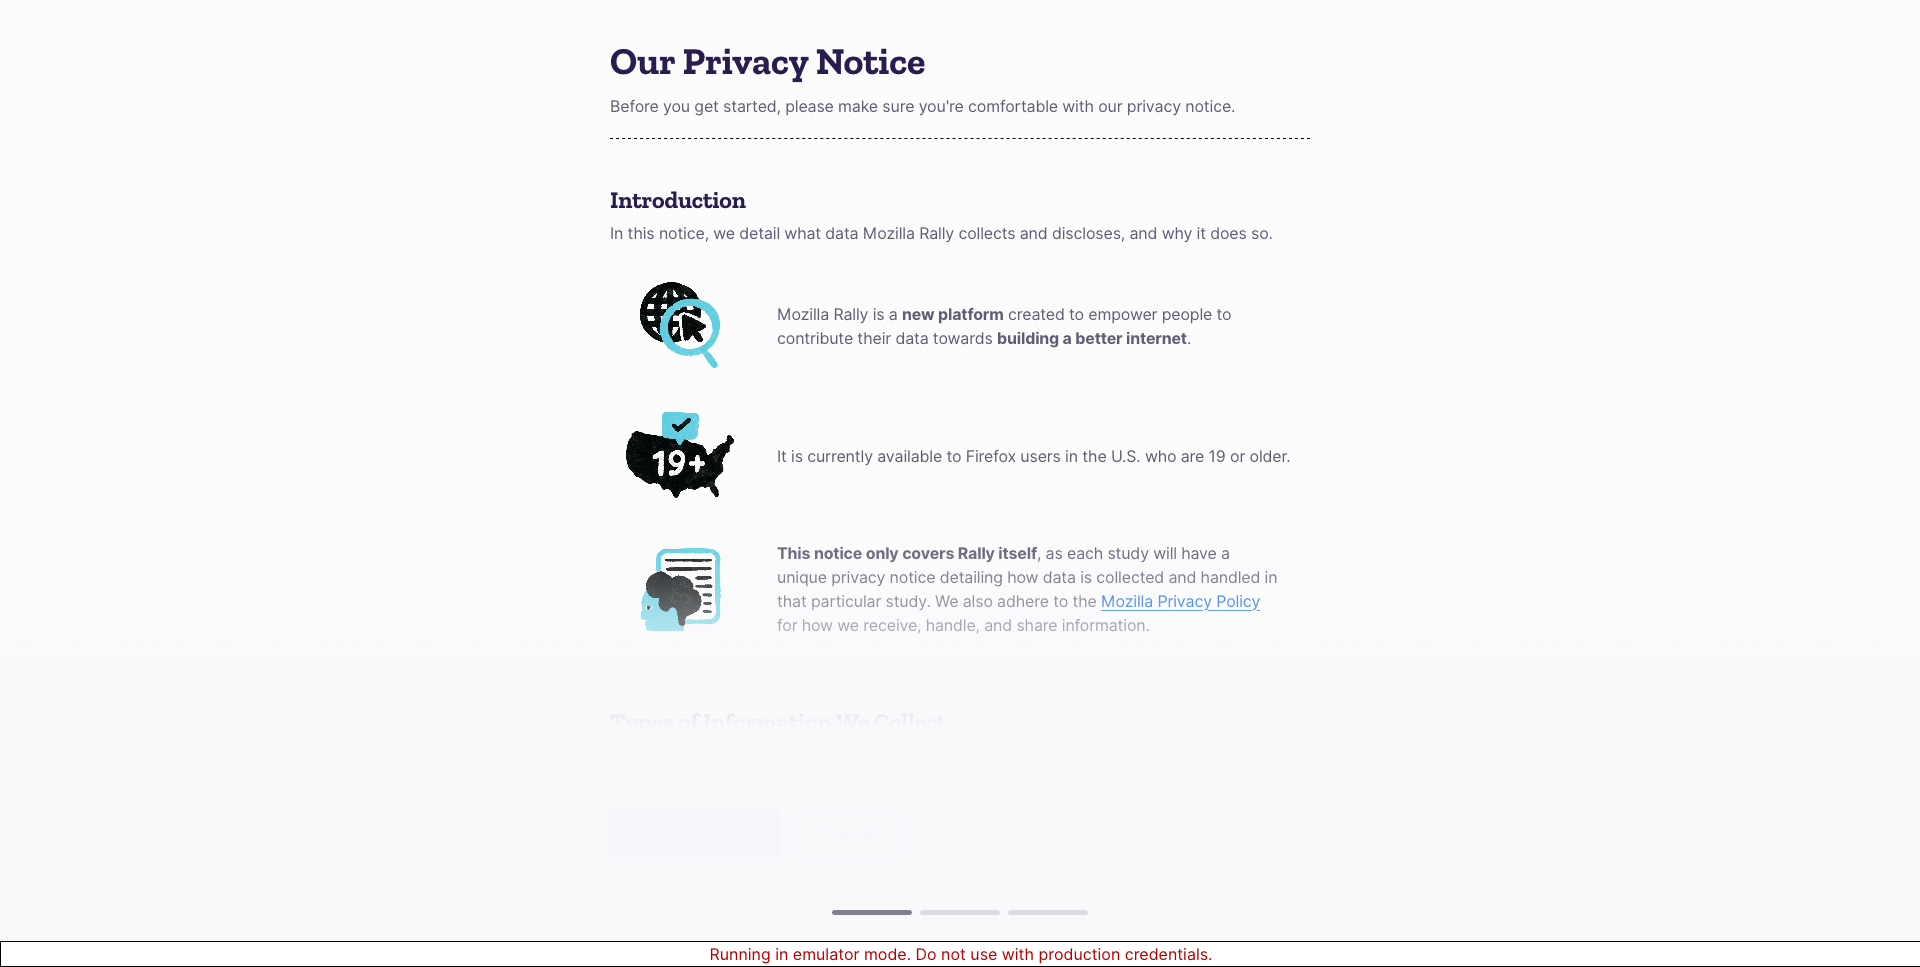 Our Privacy Notice
Before you get started, please make sure you're comfortable with our privacy notice.
Introduction
In this notice, we detail what data Mozilla Rally collects and discloses, and why it does so.
Mozilla Rally is a new platform created to empower people to
contribute their data towards building a better internet.
19+
It is currently available to Firefox users in the U.S. who are 19 or older.
This notice only covers Rally itself, as each study will have a
unique privacy notice detailing how data is collected and handled in
that particular study. We also adhere to the Mozilla Privacy Policy
for how we receive, handle, and share information.
Types of Information We Collect
Running in emulator mode. Do not use with production credentials.